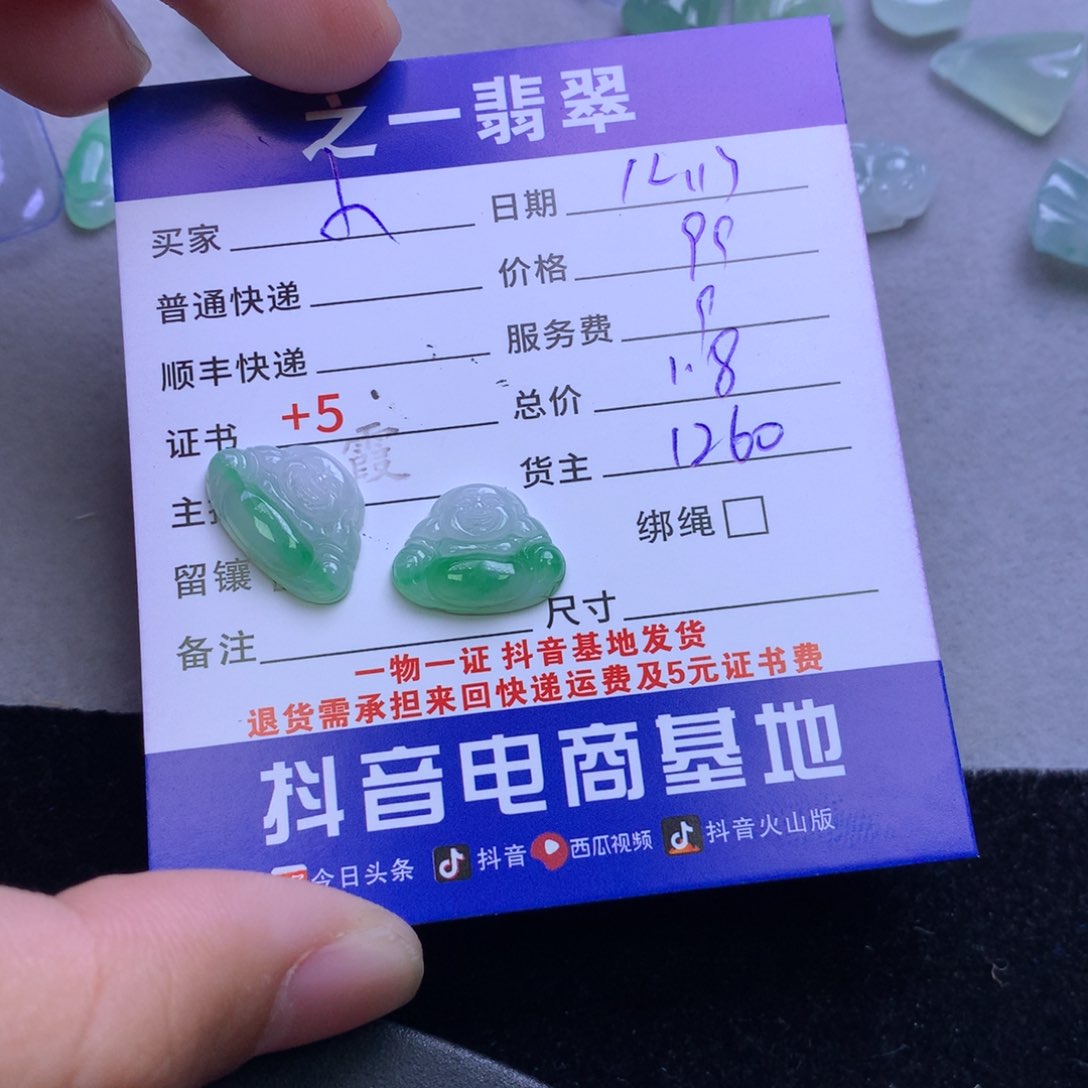 之一翡翠
买家
日期
普通快递
价格 99
顺丰快递
服务费 9
证书 +5
总价 1.8
霞
货主 1260
主
绑绳
留镶
备注
尺寸
一物一证 抖音基地发货
退货需承担来回快递运费及5元证书费
抖音电商基地
今日头条 抖音 西瓜视频 抖音火山版